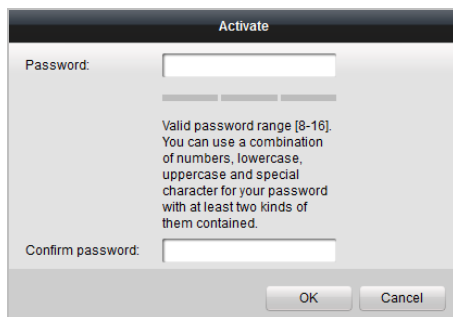 Activate
Password:
Valid password range [8-16].
You can use a combination
of numbers, lowercase,
uppercase and special
character for your password
with at least two kinds of
them contained.
Confirm password:
OK Cancel